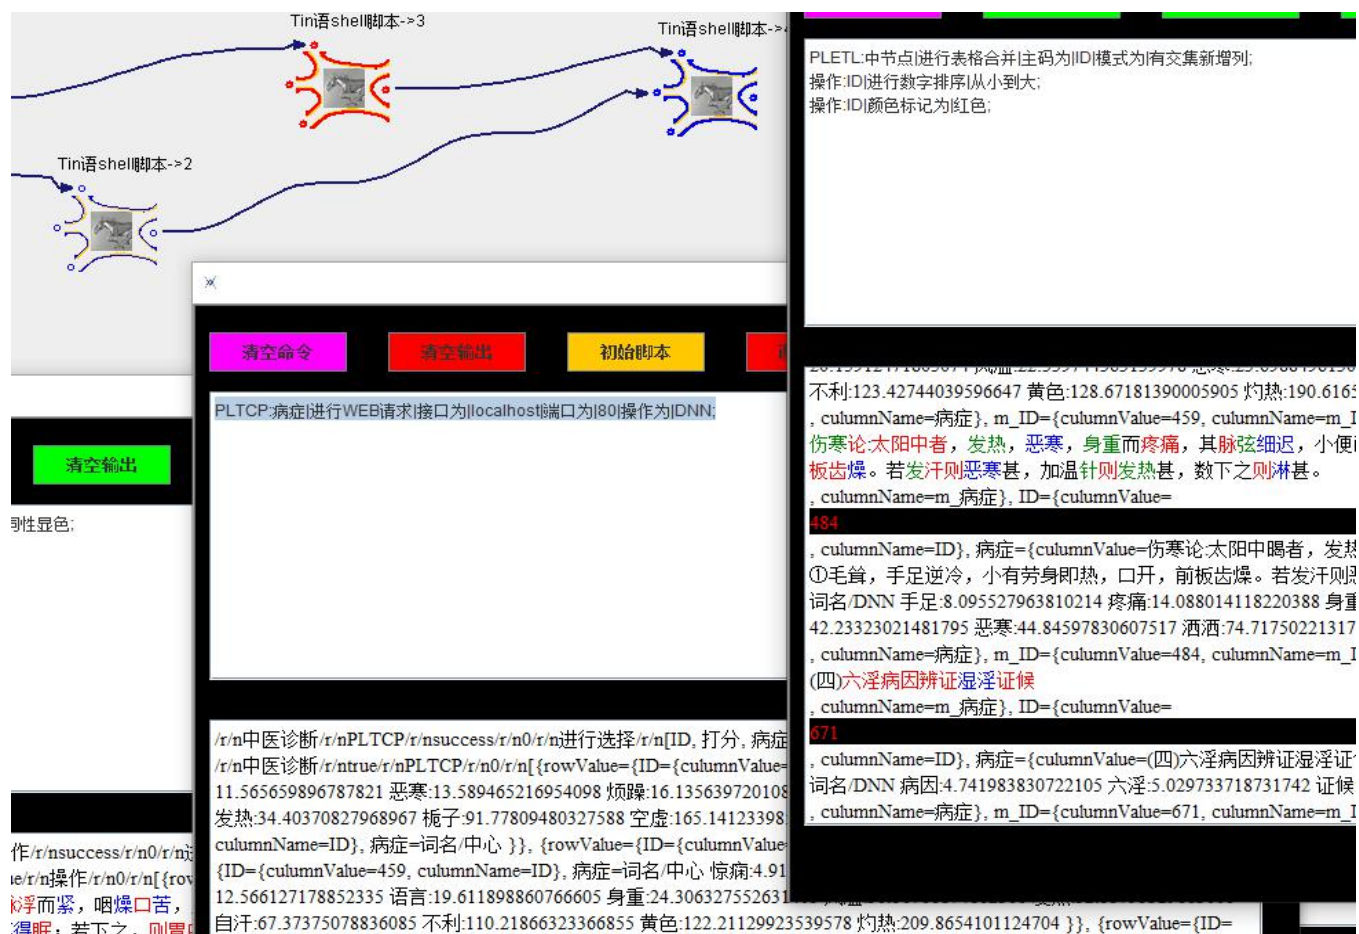 Tin语shell脚本->3
Tin语shell脚本->
Tin语shell脚本->2
PLETL:中节点|进行表格合并|主码为|ID|模式为|有交集新增列;
操作:ID|进行数字排序|从小到大;
操作:ID|颜色标记为|红色;
清空命令
清空输出
初始脚本
PLTCP:病症|进行WEB请求|接口为|localhost|端口为|80|操作为|DNN;
清空输出
性显色;
不利:123.42744039596647 黄色:128.67181390005905 灼热:190.6165
, culumnName=病症}, m_ID={culumnValue=459, culumnName=m_I
伤寒论:太阳中者，发热，恶寒，身重而疼痛，其脉弦细迟，小便
板齿燥。若发汗则恶寒甚，加温针则发热甚，数下之则淋甚。
, culumnName=m_病症}, ID={culumnValue=
484
, culumnName=ID}, 病症={culumnValue=伤寒论:太阳中暍者，发热
①毛耸，手足逆冷，小有劳身即热，口开，前板齿燥。若发汗则恶
词名/DNN 手足:8.095527963810214 疼痛:14.088014118220388 身重
42.23323021481795 恶寒:44.84597830607517 洒洒:74.71750221317
, culumnName=病症}, m_ID={culumnValue=484, culumnName=m_I
(四)六淫病因辨证湿淫证候
, culumnName=m_病症}, ID={culumnValue=
671
, culumnName=ID}, 病症={culumnValue=(四)六淫病因辨证湿淫证
词名/DNN 病因:4.741983830722105 六淫:5.029733718731742 证候
, culumnName=病症}, m_ID={culumnValue=671, culumnName=m_I
/r/n中医诊断/r/nPLTCP/r/nsuccess/r/n0/r/n进行选择/r/n[ID, 打分, 病症
/r/n中医诊断/r/ntrue/r/nPLTCP/r/n0/r/n[{rowValue={ID={culumnValue=
11.565659896787821 恶寒:13.589465216954098 烦躁:16.135639720108
发热:34.40370827968967 栀子:91.77809480327588 空虚:165.14123398
culumnName=ID}, 病症=词名/中心 }}, {rowValue={ID={culumnValue
{ID={culumnValue=459, culumnName=ID}, 病症=词名/中心 惊痫:4.91
12.566127178852335 语言:19.611898860766605 身重:24.30632755263
自汗:67.37375078836085 不利:110.21866323366855 黄色:122.21129923539578 灼热:209.8654101124704 }}, {rowValue={ID=
作/r/nsuccess/r/n0/r/n
e/r/n操作/r/n0/r/n[{row
浮而紧，咽燥口苦，
得眠；若下之，则胃